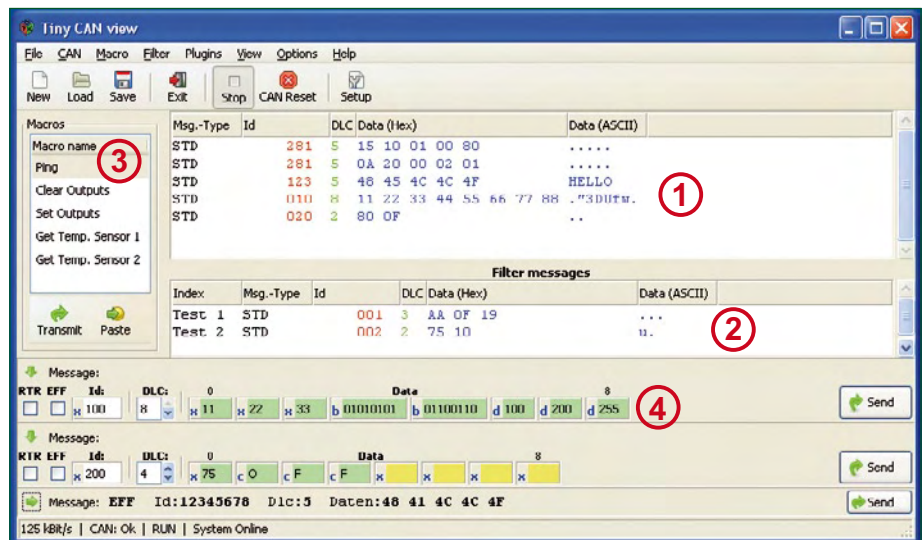 Tiny CAN view
File CAN Macro Filter Plugins View Options Help
New Load Save Exit Stop CAN Reset Setup
Macros
Macro name
Ping
Clear Outputs
Set Outputs
Get Temp. Sensor 1
Get Temp. Sensor 2
Transmit Paste
3
Msg.-Type Id DLC Data (Hex) Data (ASCII)
STD 281 5 15 10 01 00 80 .....
STD 281 5 0A 20 00 02 01 .....
STD 123 5 48 45 4C 4C 4F HELLO
STD 010 8 11 22 33 44 55 66 77 88 ."3DUfw.
STD 020 2 80 0F ..
1
Filter messages
Index Msg.-Type Id DLC Data (Hex) Data (ASCII)
Test 1 STD 001 3 AA 0F 19 ...
Test 2 STD 002 2 75 10 u.
2
Message:
RTR EFF Id: DLC: 0 Data 8
x 100 8 x 11 x 22 x 33 b 01010101 b 01100110 d 100 d 200 d 255 Send
4
Message:
RTR EFF Id: DLC: 0 Data 8
x 200 4 x 75 c O c F c F x x x x Send
Message: EFF Id:12345678 Dlc:5 Daten:48 41 4C 4C 4F Send
125 kBit/s | CAN: Ok | RUN | System Online